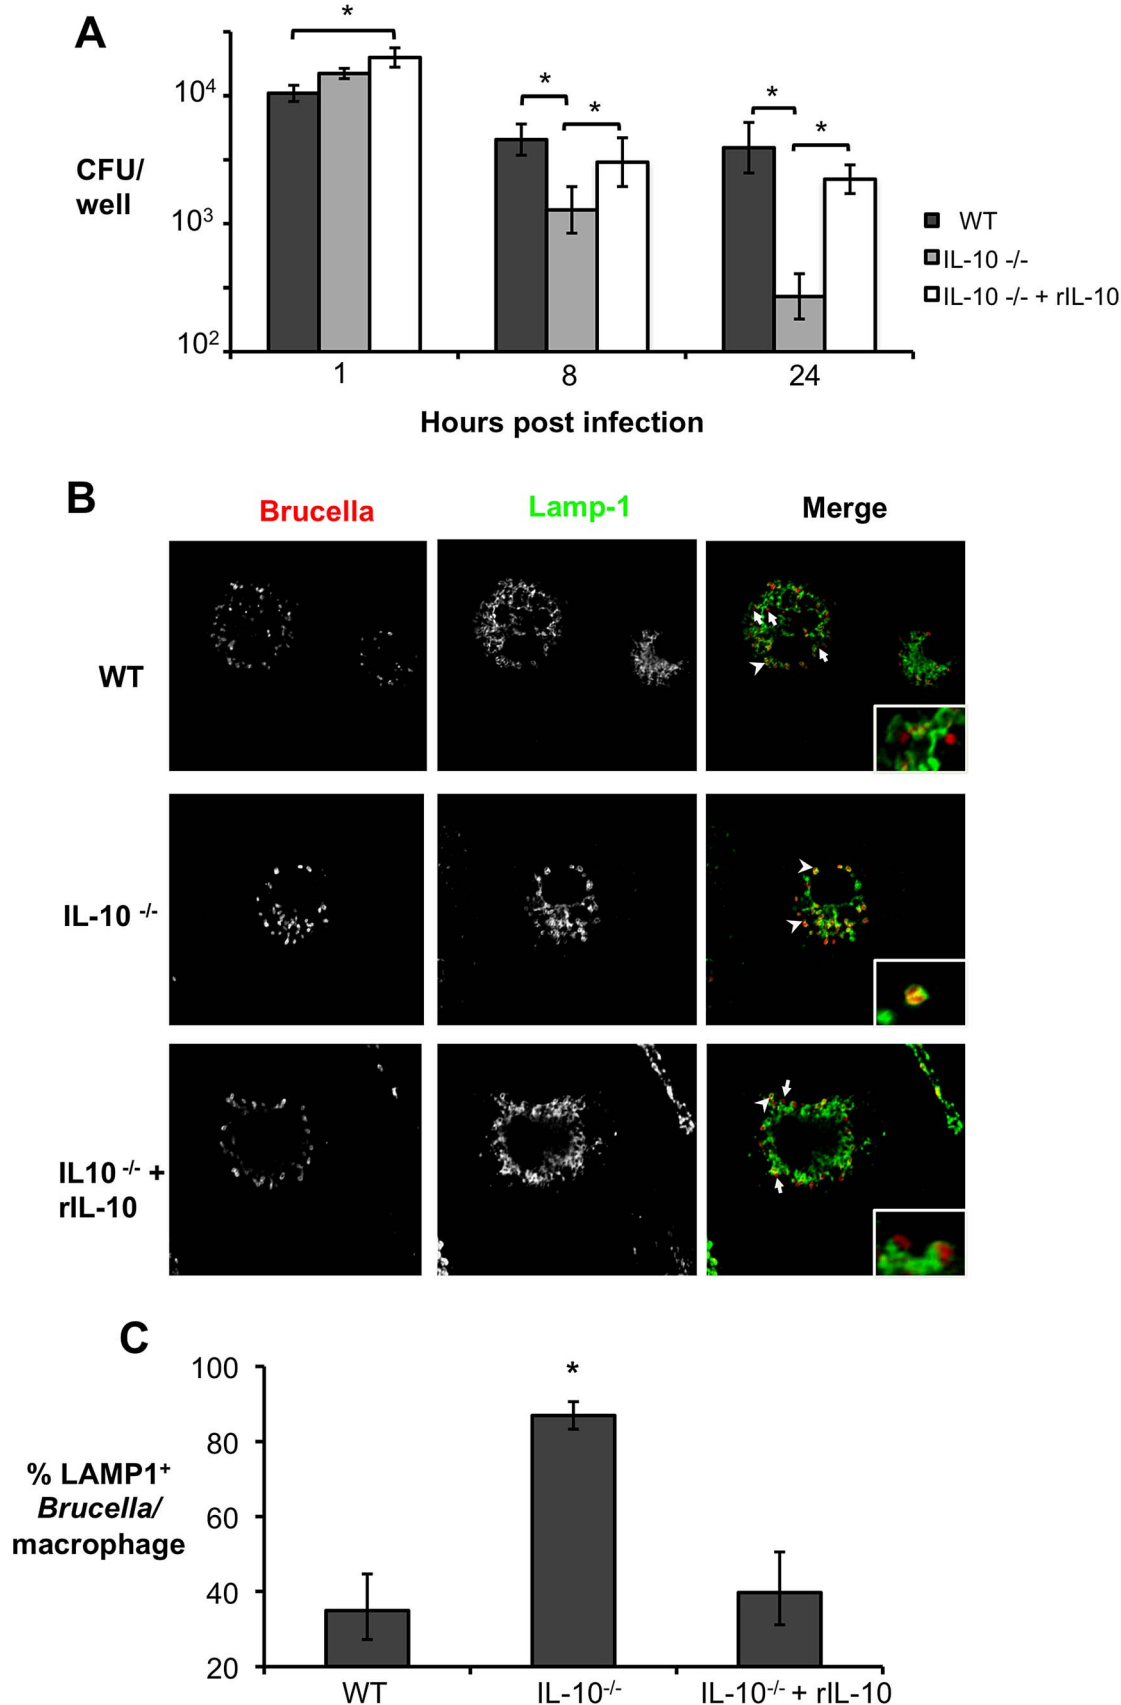 A
*
10⁴
* *
* *
CFU/
well
10³
WT
IL-10 -/-
IL-10 -/- + rIL-10
10²
1 8 24
Hours post infection
B
Brucella Lamp-1 Merge
WT
IL-10 -/-
IL10 -/- +
rIL-10
C
100
*
80
% LAMP1⁺
Brucella/
macrophage
60
40
20
WT IL-10-/- IL-10-/- + rIL-10